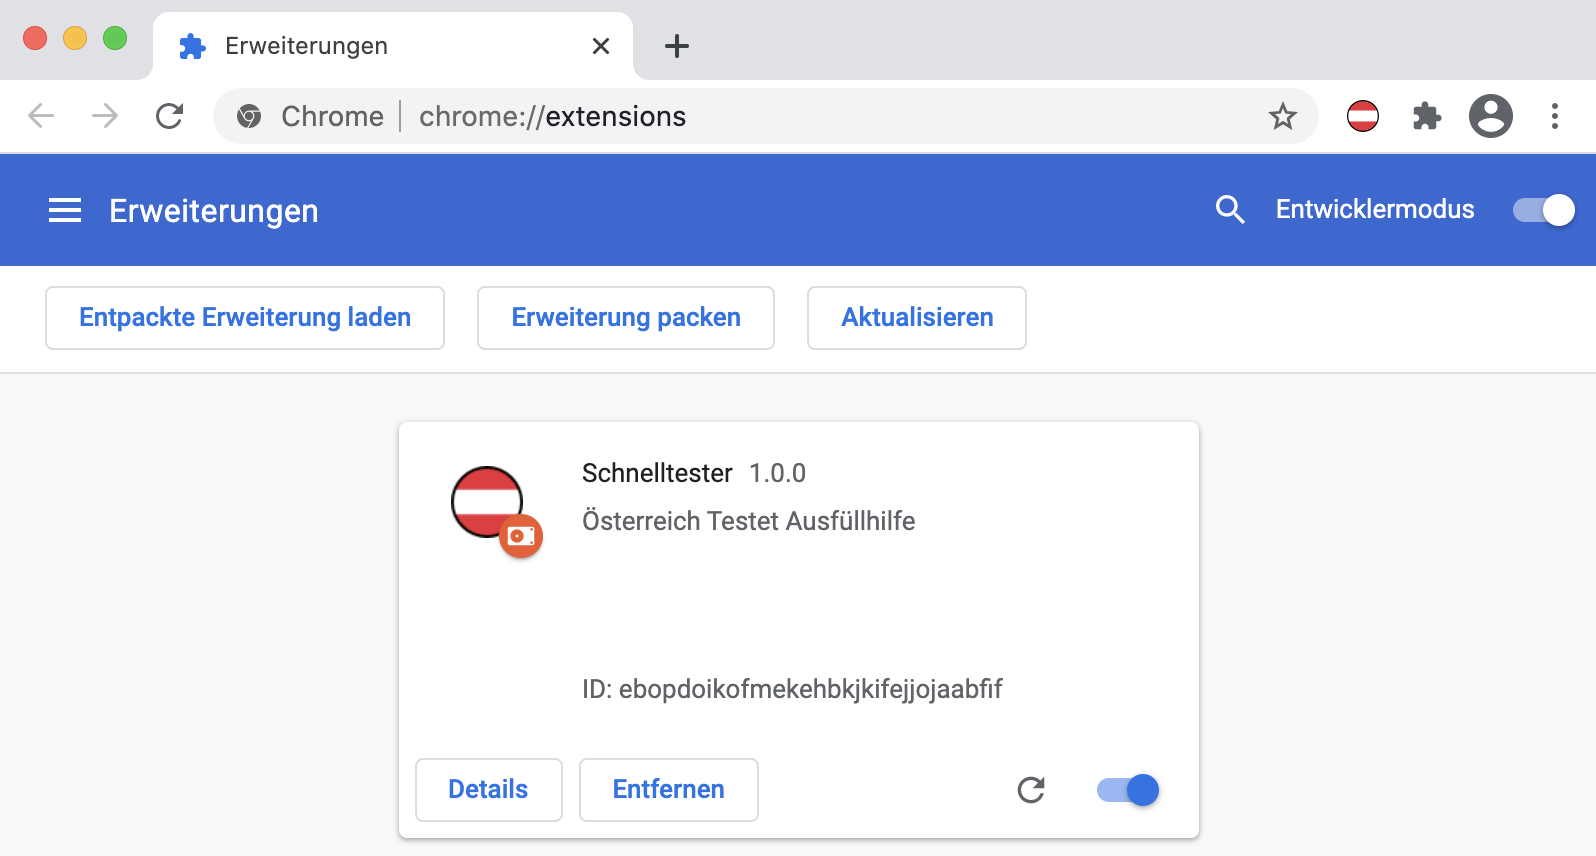 Erweiterungen
Chrome | chrome://extensions
Erweiterungen
Entwicklermodus
Entpackte Erweiterung laden
Erweiterung packen
Aktualisieren
Schnelltester 1.0.0
Österreich Testet Ausfüllhilfe
ID: ebopdoikofmekehbkjkifejjojaabfif
Details
Entfernen